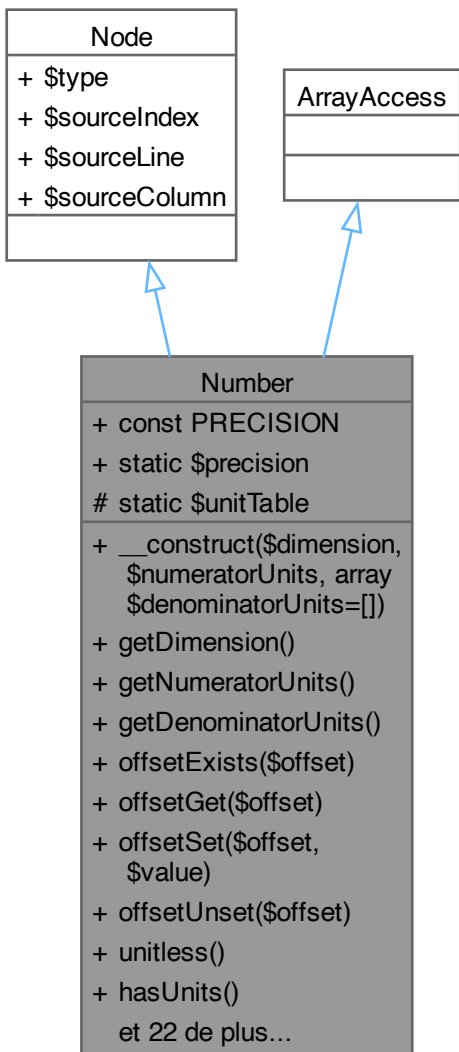 Node
+ $type
+ $sourceIndex
+ $sourceLine
+ $sourceColumn
ArrayAccess
Number
+ const PRECISION
+ static $precision
# static $unitTable
+ __construct($dimension,
$numeratorUnits, array
$denominatorUnits=[])
+ getDimension()
+ getNumeratorUnits()
+ getDenominatorUnits()
+ offsetExists($offset)
+ offsetGet($offset)
+ offsetSet($offset,
$value)
+ offsetUnset($offset)
+ unitless()
+ hasUnits()
et 22 de plus...